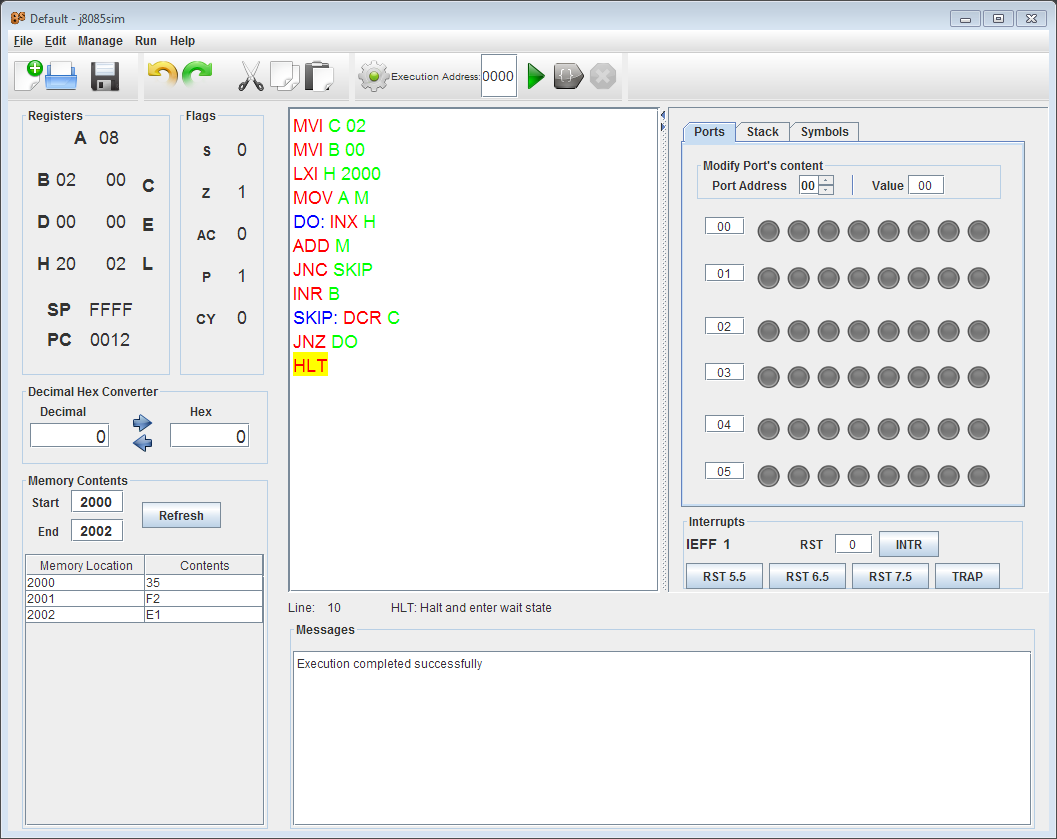 Default - j8085sim
File Edit Manage Run Help
Execution Address: 0000
Registers
A 08
B 02 00 C
D 00 00 E
H 20 02 L
SP FFFF
PC 0012
Flags
S 0
Z 1
AC 0
P 1
CY 0
Decimal Hex Converter
Decimal Hex
0 0
Memory Contents
Start 2000
End 2002
Refresh
Memory Location Contents
2000 35
2001 F2
2002 E1
MVI C 02
MVI B 00
LXI H 2000
MOV A M
DO: INX H
ADD M
JNC SKIP
INR B
SKIP: DCR C
JNZ DO
HLT
Line: 10 HLT: Halt and enter wait state
Messages
Execution completed successfully
Ports Stack Symbols
Modify Port's content
Port Address 00 Value 00
00
01
02
03
04
05
Interrupts
IEFF 1 RST 0 INTR
RST 5.5 RST 6.5 RST 7.5 TRAP